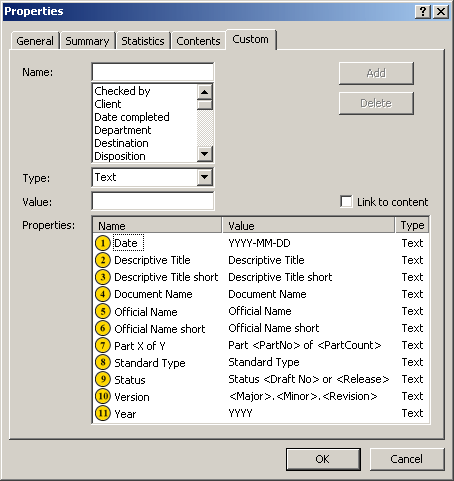 Properties
General Summary Statistics Contents Custom
Name:
Add
Checked by
Client
Date completed
Department
Destination
Disposition
Delete
Type: Text
Value:
Link to content
Properties:
Name Value Type
1 Date YYYY-MM-DD Text
2 Descriptive Title Descriptive Title Text
3 Descriptive Title short Descriptive Title short Text
4 Document Name Document Name Text
5 Official Name Official Name Text
6 Official Name short Official Name short Text
7 Part X of Y Part <PartNo> of <PartCount> Text
8 Standard Type Standard Type Text
9 Status Status <Draft No> or <Release> Text
10 Version <Major>.<Minor>.<Revision> Text
11 Year YYYY Text
OK Cancel